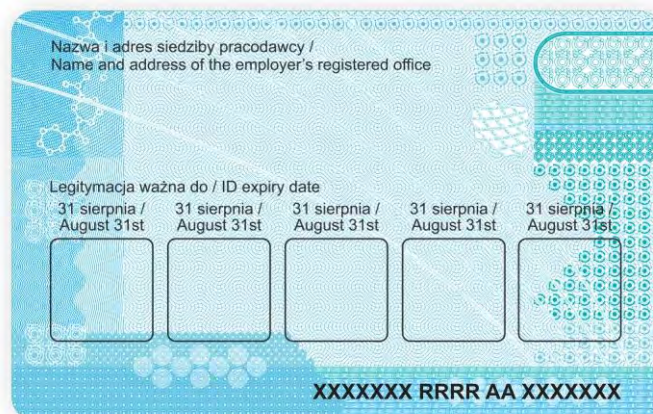 Nazwa i adres siedziby pracodawcy /
Name and address of the employer's registered office
Legitymacja ważna do / ID expiry date
31 sierpnia / 31 sierpnia / 31 sierpnia / 31 sierpnia / 31 sierpnia /
August 31st August 31st August 31st August 31st August 31st
XXXXXXX RRRR AA XXXXXXX